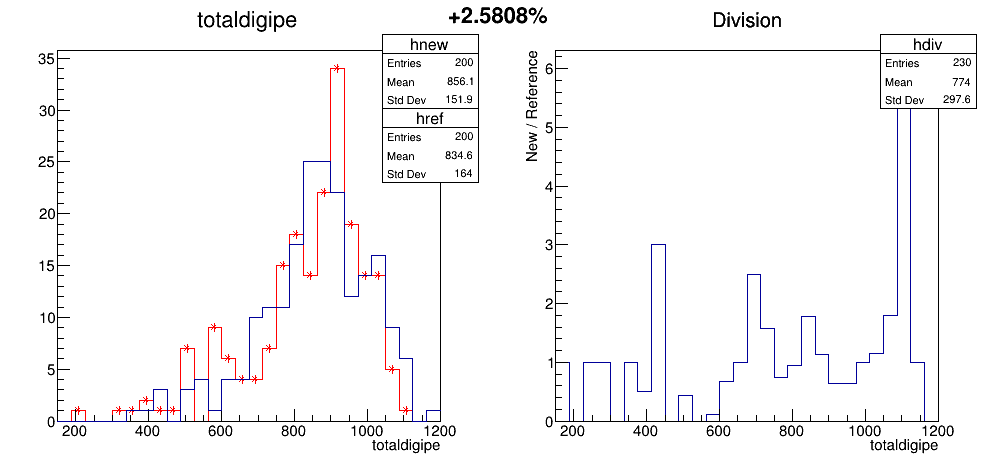 +2.5808%
totaldigipe
hnew
Entries 200
Mean 856.1
Std Dev 151.9
href
Entries 200
Mean 834.6
Std Dev 164
35
30
25
20
15
10
5
0
200 400 600 800 1000 1200
totaldigipe
Division
hdiv
Entries 230
Mean 774
Std Dev 297.6
New / Reference
6
5
4
3
2
1
0
200 400 600 800 1000 1200
totaldigipe